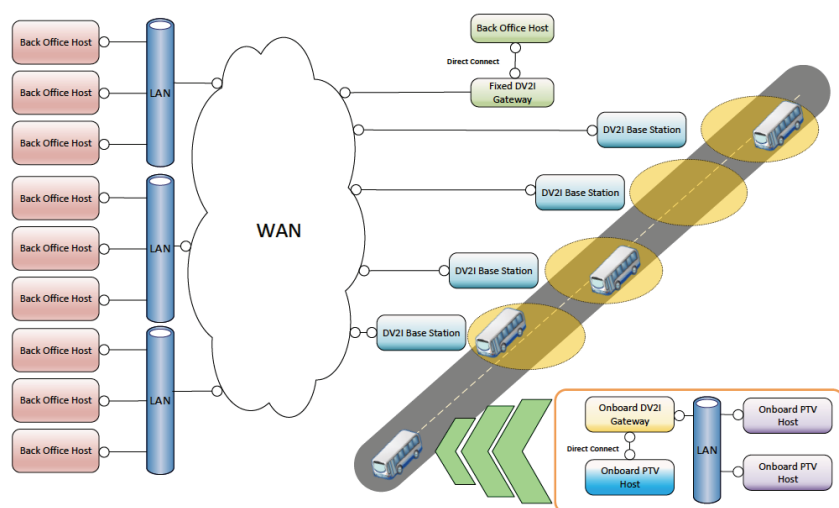 Back Office Host
Back Office Host
Back Office Host
LAN
Back Office Host
Back Office Host
Back Office Host
LAN
Back Office Host
Back Office Host
Back Office Host
LAN
WAN
Back Office Host
Direct Connect
Fixed DV2I
Gateway
DV2I Base Station
DV2I Base Station
DV2I Base Station
DV2I Base Station
Onboard DV2I
Gateway
Direct Connect
Onboard PTV
Host
LAN
Onboard PTV
Host
Onboard PTV
Host